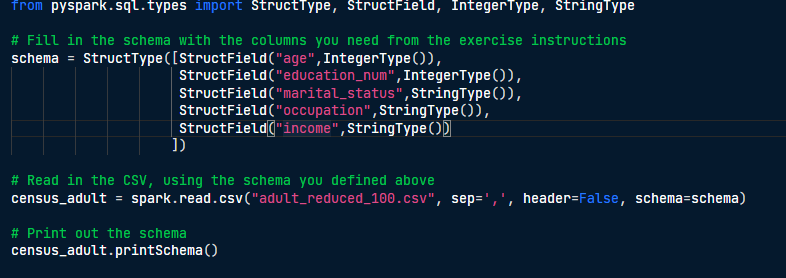 from pyspark.sql.types import StructType, StructField, IntegerType, StringType
# Fill in the schema with the columns you need from the exercise instructions
schema = StructType([StructField("age",IntegerType()),
StructField("education_num",IntegerType()),
StructField("marital_status",StringType()),
StructField("occupation",StringType()),
StructField("income",StringType())
])
# Read in the CSV, using the schema you defined above
census_adult = spark.read.csv("adult_reduced_100.csv", sep=',', header=False, schema=schema)
# Print out the schema
census_adult.printSchema()